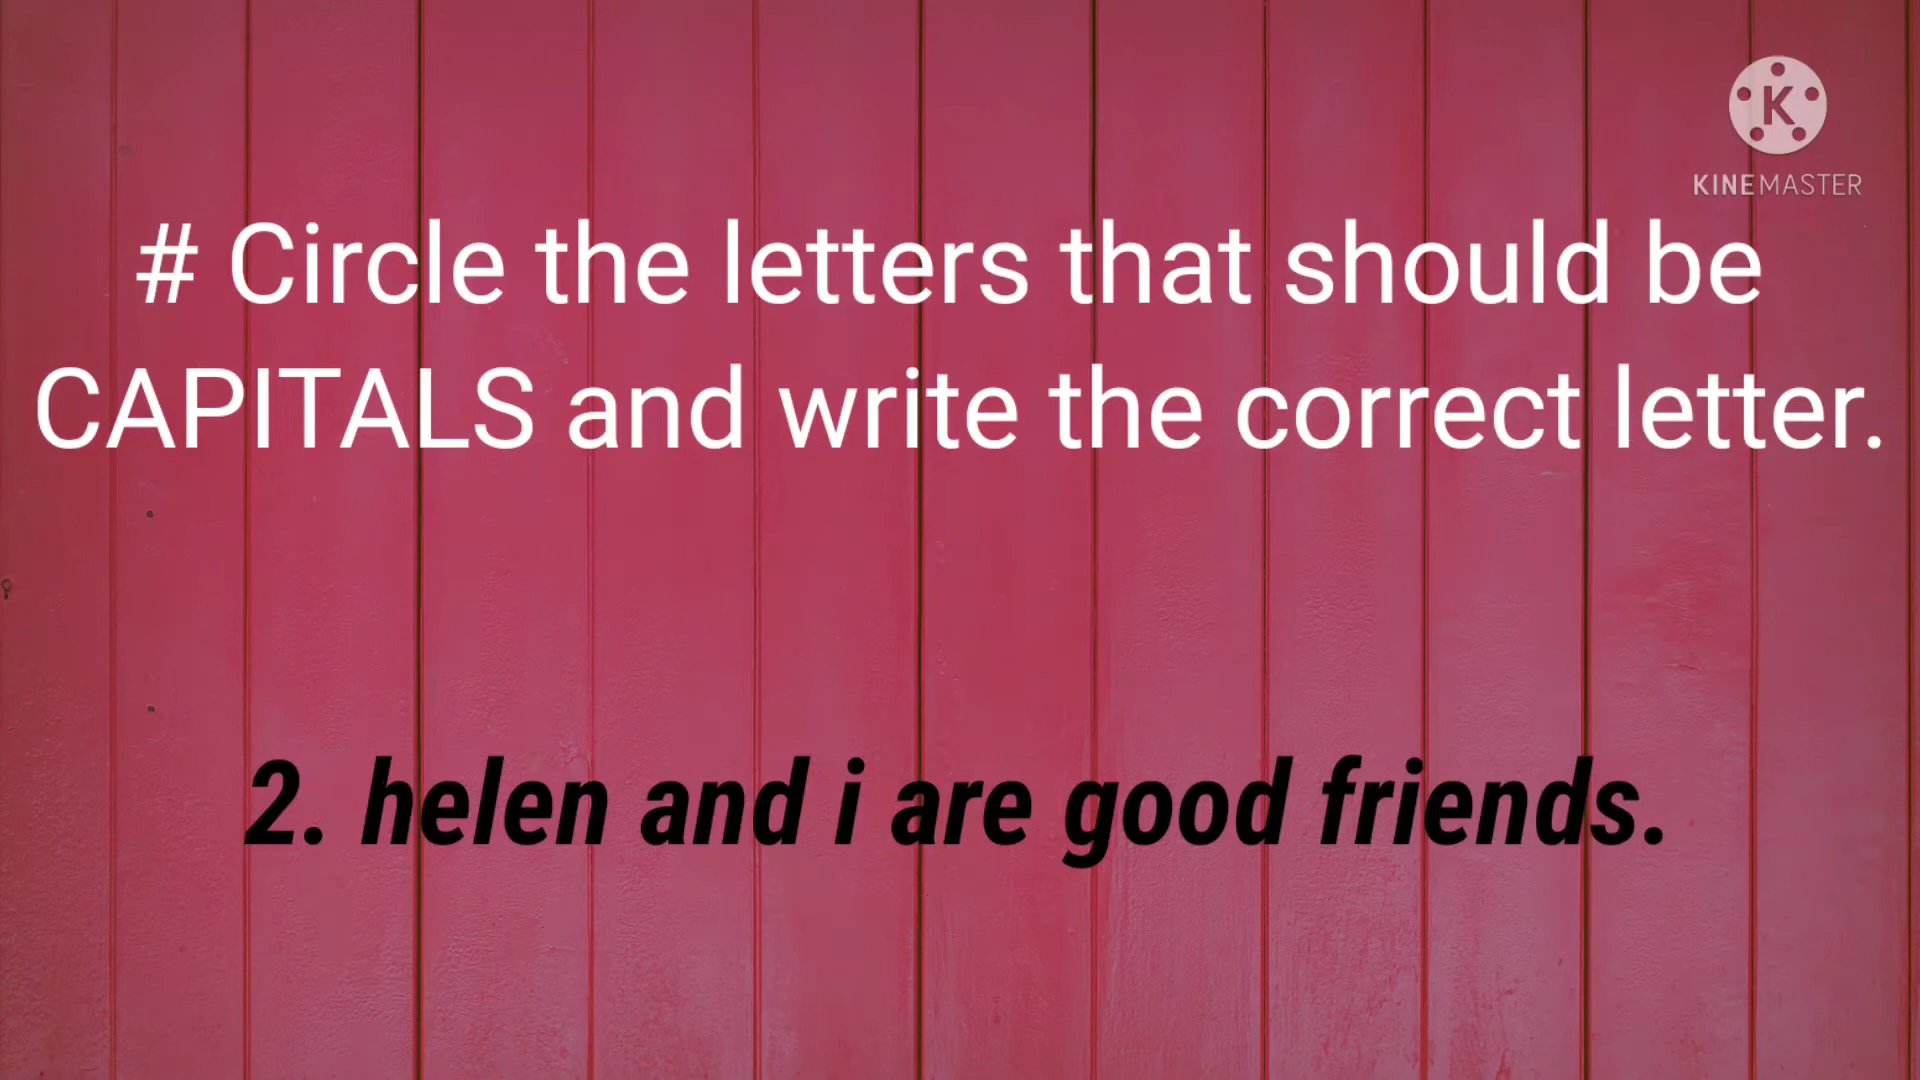 KINEMASTER
# Circle the letters that should be
CAPITALS and write the correct letter.
2. helen and i are good friends.